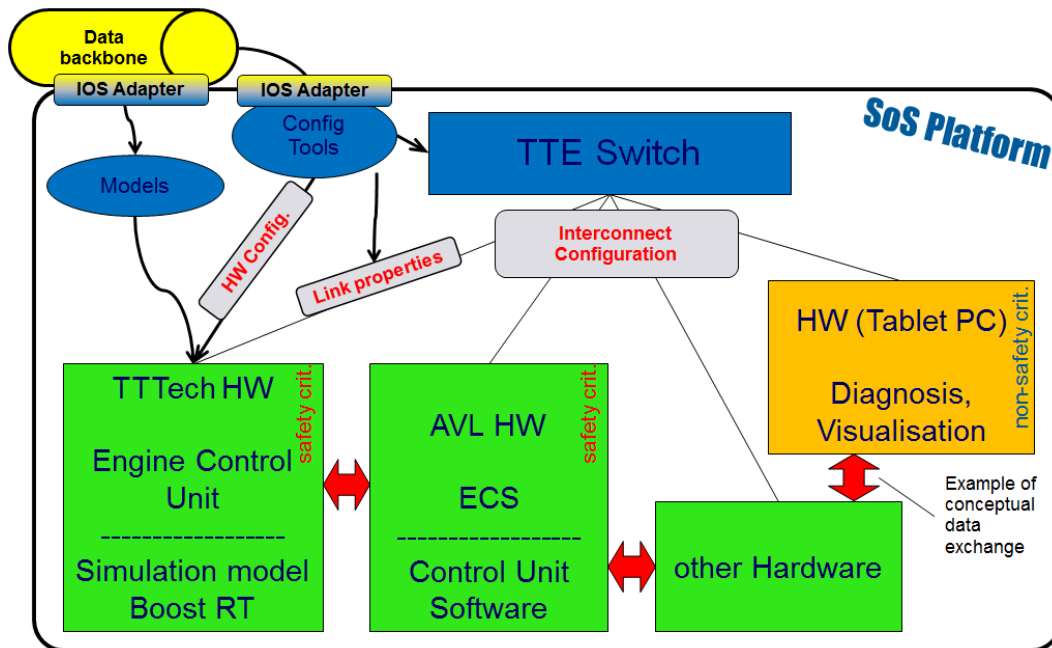 Data
backbone
IOS Adapter
IOS Adapter
SoS Platform
Config
Tools
TTE Switch
Models
HW Config.
Link properties
Interconnect
Configuration
HW (Tablet PC)
Diagnosis,
Visualisation
non-safety crit.
TTTech HW
Engine Control
Unit
------------------
Simulation model
Boost RT
safety crit.
AVL HW
ECS
------------------
Control Unit
Software
safety crit.
other Hardware
Example of
conceptual
data
exchange